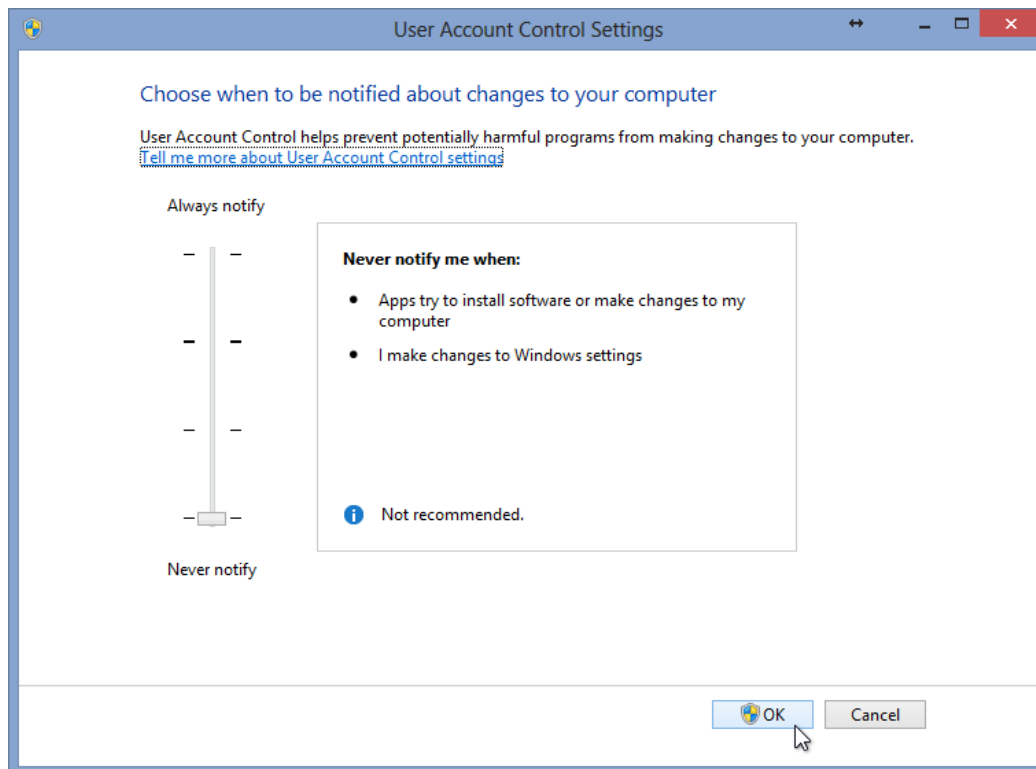 User Account Control Settings
Choose when to be notified about changes to your computer
User Account Control helps prevent potentially harmful programs from making changes to your computer.
Tell me more about User Account Control settings
Always notify
Never notify me when:
• Apps try to install software or make changes to my
computer
• I make changes to Windows settings
Not recommended.
Never notify
OK
Cancel